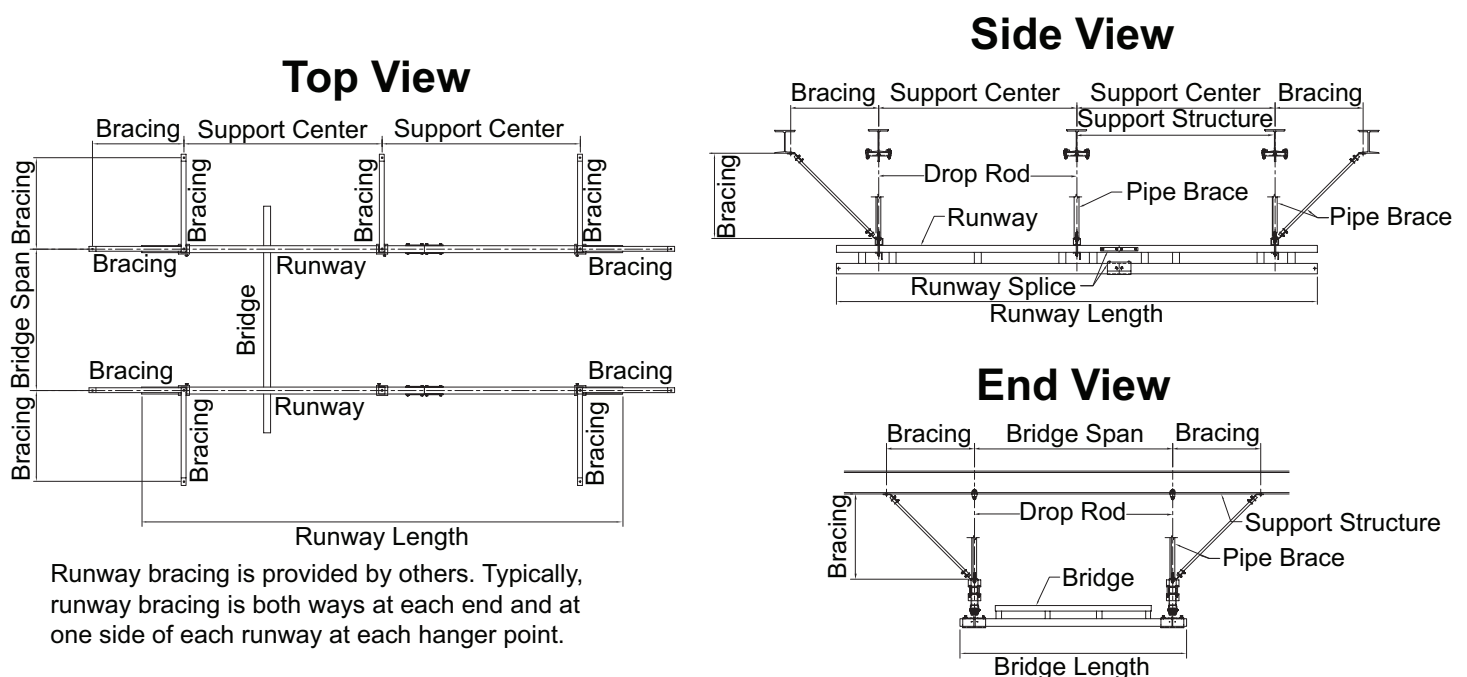 Top View
Bracing Support Center Support Center
Bracing Bracing Bracing
Bracing
Bracing Runway Bracing
Bridge Span
Bridge
Bracing Bracing
Runway
Bracing
Bracing Bracing
Runway Length
Runway bracing is provided by others. Typically,
runway bracing is both ways at each end and at
one side of each runway at each hanger point.
Side View
Bracing Support Center Support Center Bracing
Support Structure
Bracing
Drop Rod
Pipe Brace
Pipe Brace
Runway
Runway Splice
Runway Length
End View
Bracing Bridge Span Bracing
Bracing
Drop Rod
Support Structure
Pipe Brace
Bridge
Bridge Length